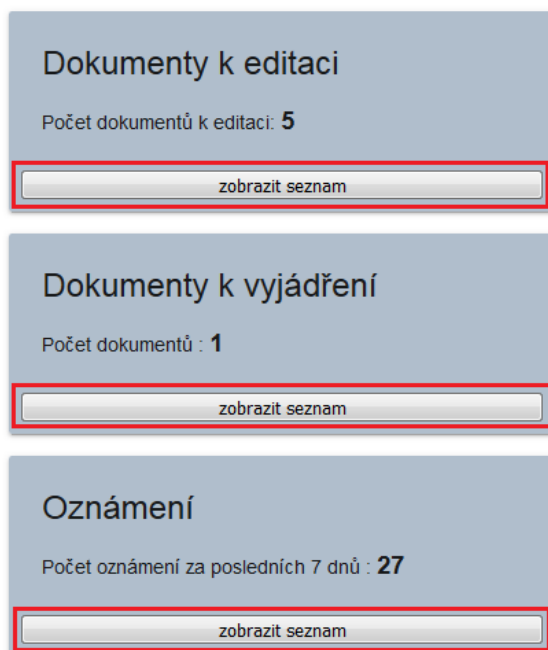 Dokumenty k editaci
Počet dokumentů k editaci: 5
zobrazit seznam
Dokumenty k vyjádření
Počet dokumentů : 1
zobrazit seznam
Oznámení
Počet oznámení za posledních 7 dnů : 27
zobrazit seznam